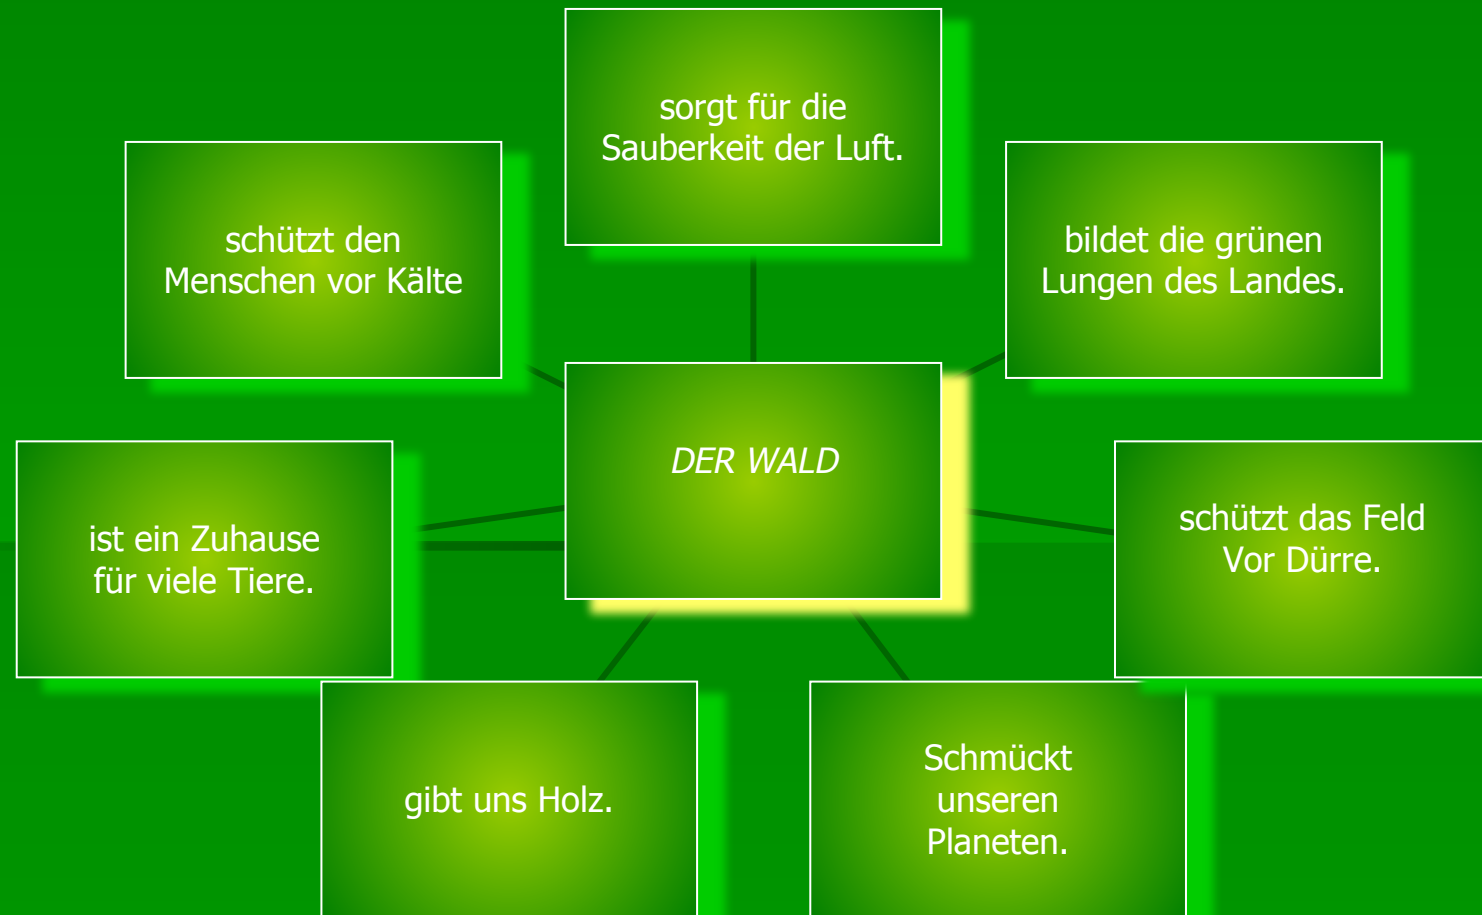 sorgt für die
Sauberkeit der Luft.
schützt den
Menschen vor Kälte
bildet die grünen
Lungen des Landes.
DER WALD
ist ein Zuhause
für viele Tiere.
schützt das Feld
Vor Dürre.
gibt uns Holz.
Schmückt
unseren
Planeten.